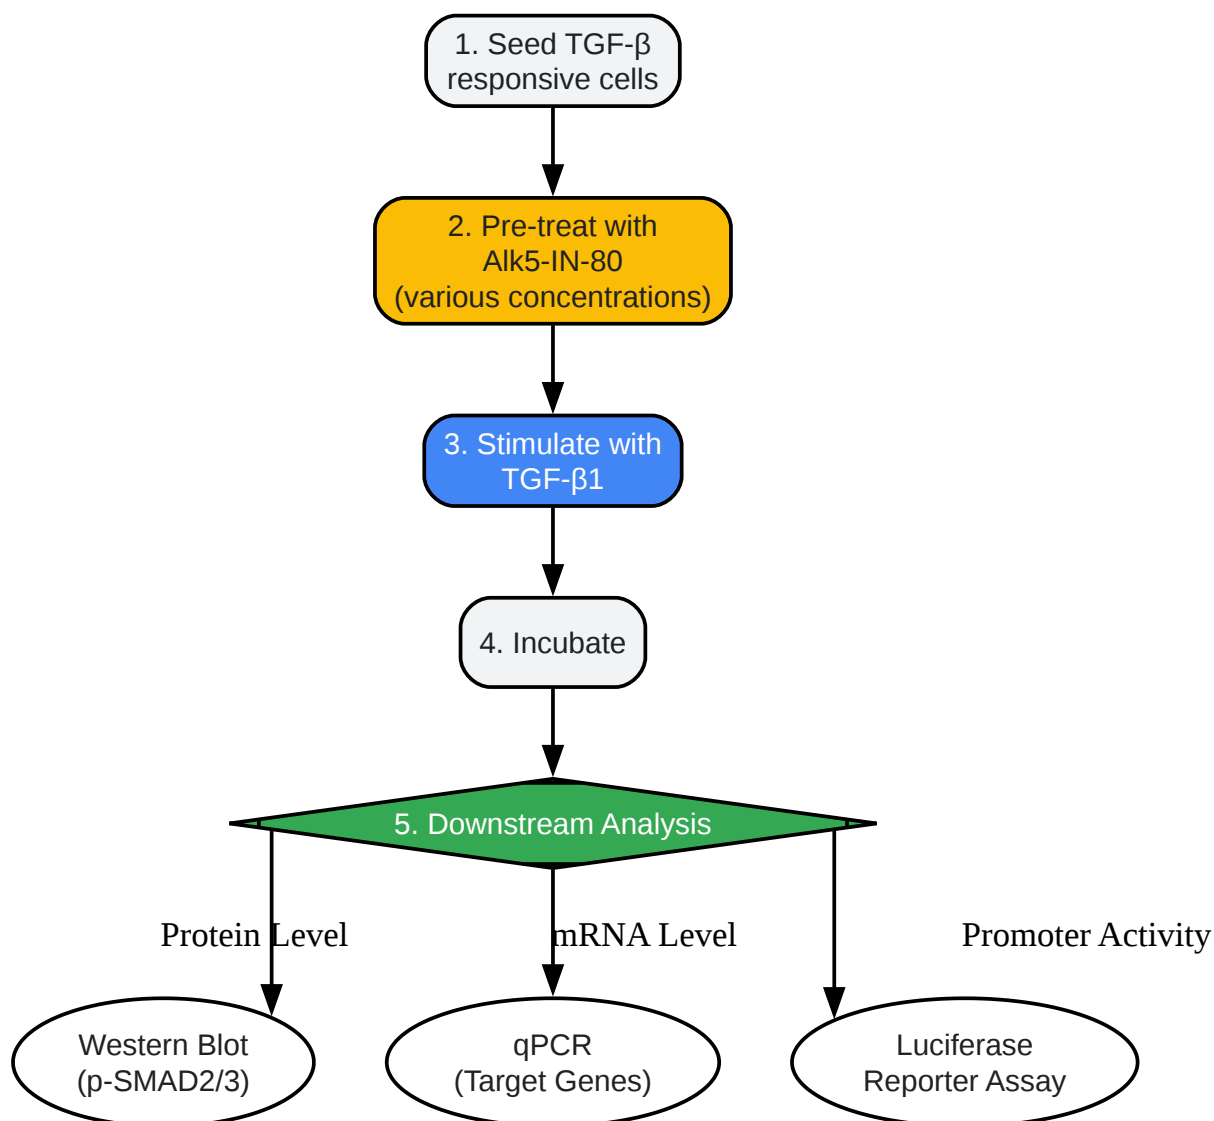 1. Seed TGF-β
responsive cells
2. Pre-treat with
Alk5-IN-80
(various concentrations)
3. Stimulate with
TGF-β1
4. Incubate
5. Downstream Analysis
Protein Level
mRNA Level
Promoter Activity
Western Blot
(p-SMAD2/3)
qPCR
(Target Genes)
Luciferase
Reporter Assay